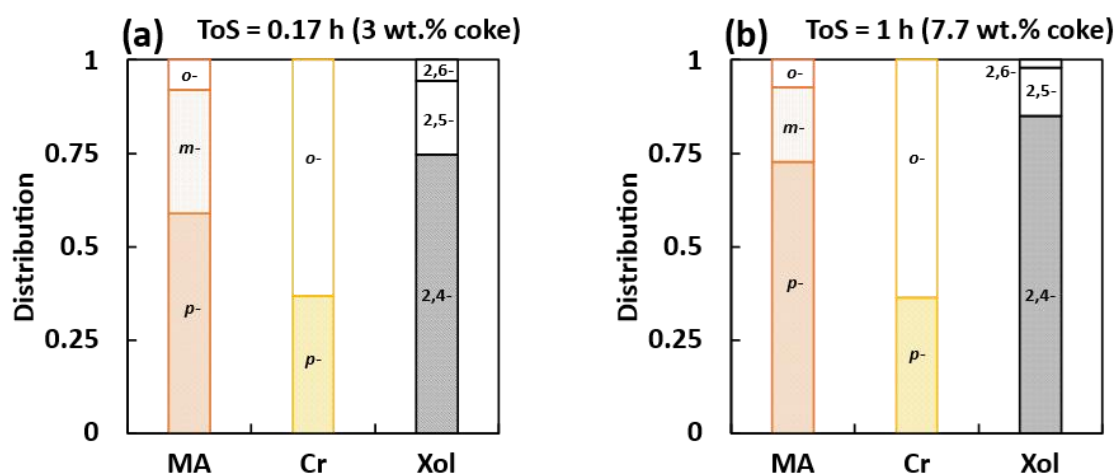 (a) ToS = 0.17 h (3 wt.% coke)
Distribution
1
0.75
0.5
0.25
0
o-
m-
p-
o-
p-
2,6-
2,5-
2,4-
MA Cr Xol
(b) ToS = 1 h (7.7 wt.% coke)
Distribution
1
0.75
0.5
0.25
0
o-
m-
p-
o-
p-
2,6-
2,5-
2,4-
MA Cr Xol